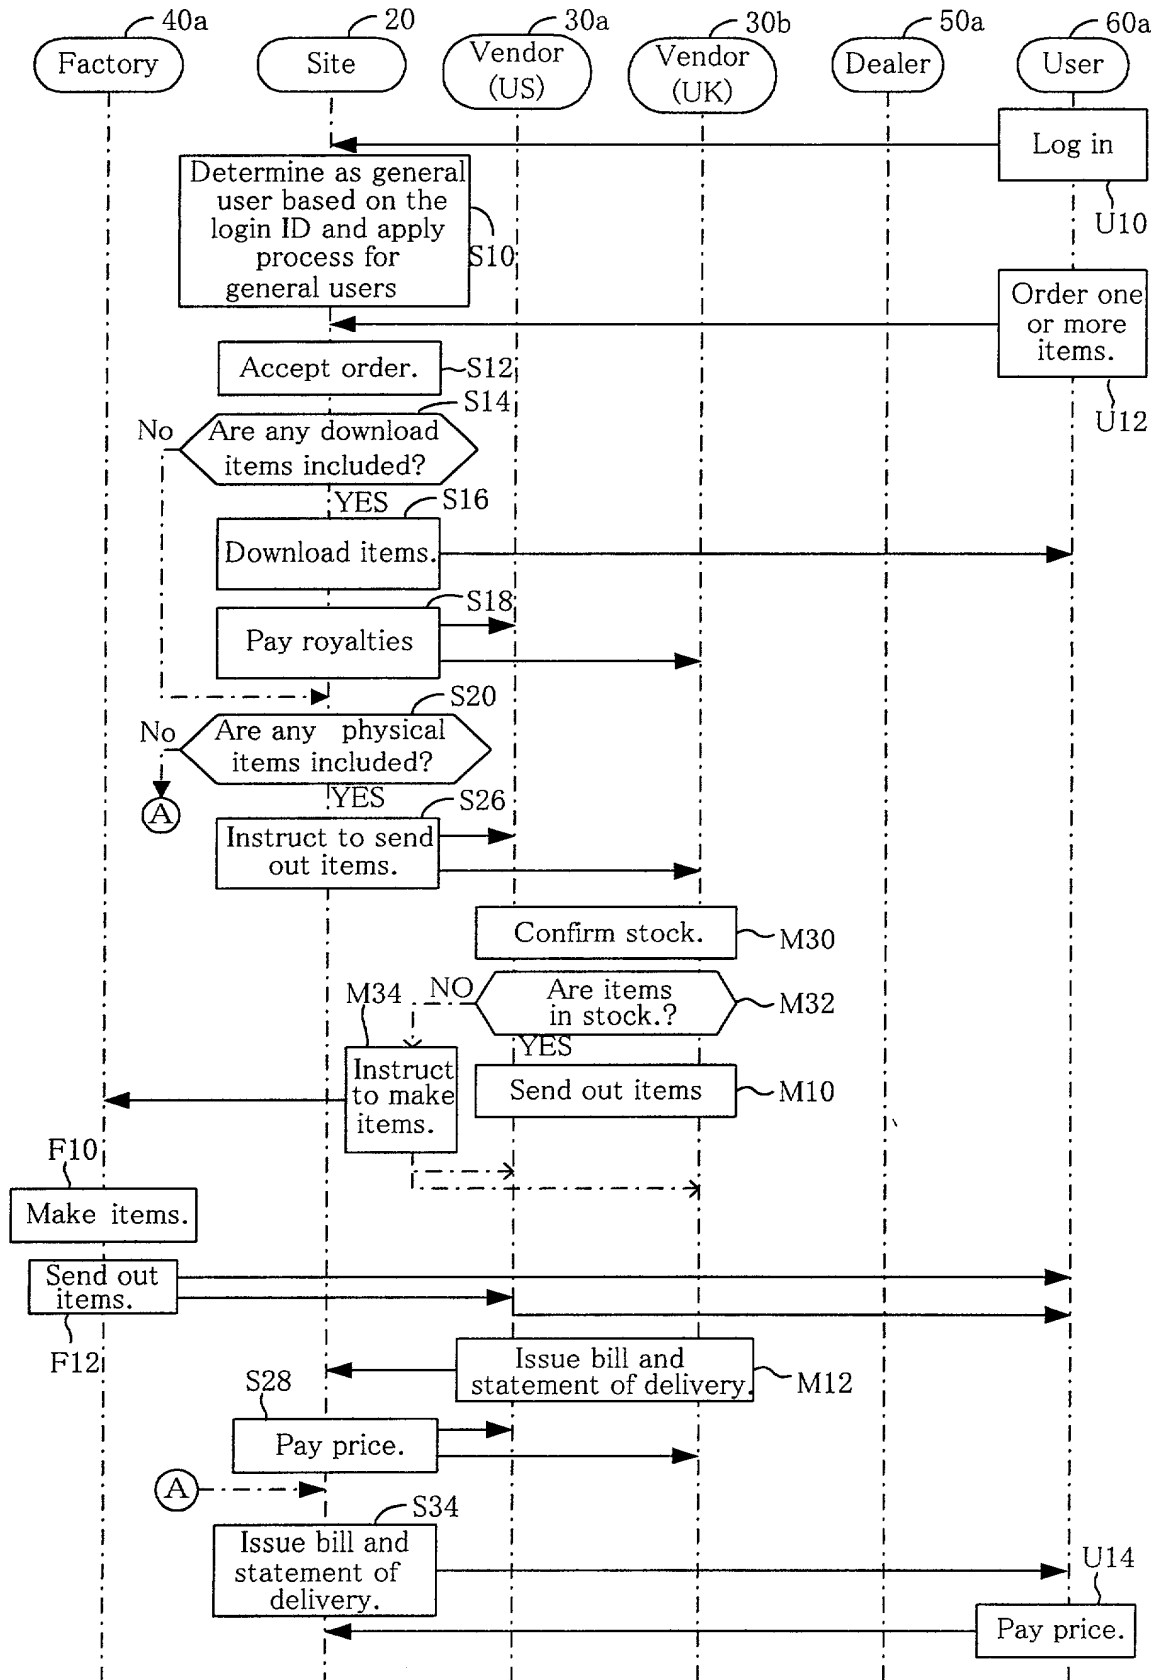 40a
20
30a
30b
50a
60a
Factory
Site
Vendor
(US)
Vendor
(UK)
Dealer
User
Log in
U10
Determine as general
user based on the
login ID and apply
process for
general users
S10
Order one
or more
items.
U12
Accept order.
S12
S14
No
Are any download
items included?
YES
S16
Download items.
S18
Pay royalties
S20
No
Are any physical
items included?
YES
A
S26
Instruct to send
out items.
Confirm stock.
M30
M34
NO
Are items
in stock.?
M32
YES
Instruct
to make
items.
Send out items
M10
F10
Make items.
Send out
items.
F12
Issue bill and
statement of delivery.
M12
S28
Pay price.
A
S34
Issue bill and
statement of
delivery.
U14
Pay price.